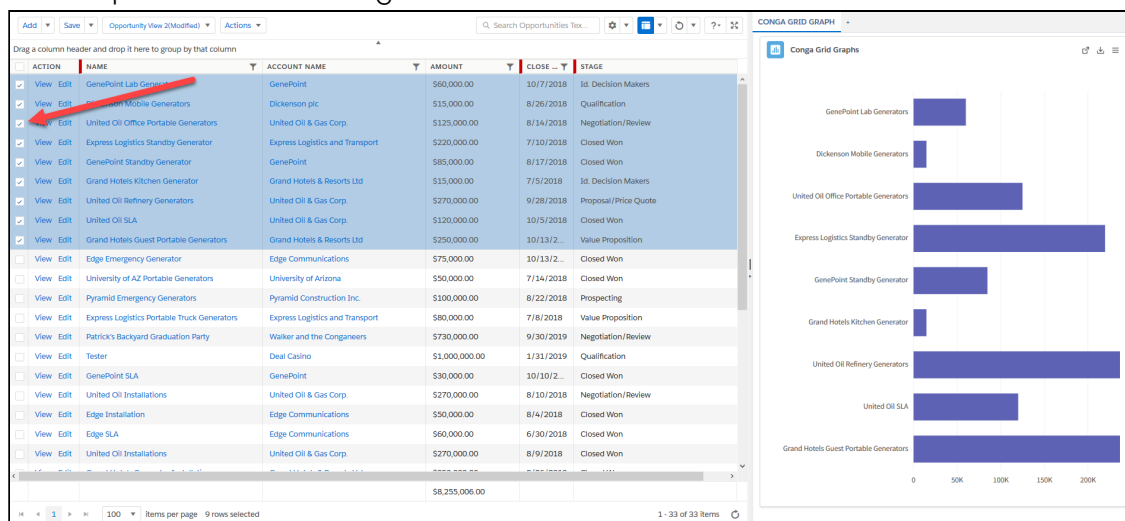 Add Save Opportunity View 2(Modified) Actions Search Opportunities Tex... ?
Drag a column header and drop it here to group by that column
ACTION NAME ACCOUNT NAME AMOUNT CLOSE ... STAGE
View Edit GenePoint Lab Generators GenePoint $60,000.00 10/7/2018 Id. Decision Makers
View Edit Dickenson Mobile Generators Dickenson plc $15,000.00 8/26/2018 Qualification
View Edit United Oil Office Portable Generators United Oil & Gas Corp. $125,000.00 8/14/2018 Negotiation/Review
View Edit Express Logistics Standby Generator Express Logistics and Transport $220,000.00 7/10/2018 Closed Won
View Edit GenePoint Standby Generator GenePoint $85,000.00 8/17/2018 Closed Won
View Edit Grand Hotels Kitchen Generator Grand Hotels & Resorts Ltd $15,000.00 7/5/2018 Id. Decision Makers
View Edit United Oil Refinery Generators United Oil & Gas Corp. $270,000.00 9/28/2018 Proposal/Price Quote
View Edit United Oil SLA United Oil & Gas Corp. $120,000.00 10/5/2018 Closed Won
View Edit Grand Hotels Guest Portable Generators Grand Hotels & Resorts Ltd $250,000.00 10/13/2... Value Proposition
View Edit Edge Emergency Generator Edge Communications $75,000.00 10/13/2... Closed Won
View Edit University of AZ Portable Generators University of Arizona $50,000.00 7/14/2018 Closed Won
View Edit Pyramid Emergency Generators Pyramid Construction Inc. $100,000.00 8/22/2018 Prospecting
View Edit Express Logistics Portable Truck Generators Express Logistics and Transport $80,000.00 7/8/2018 Value Proposition
View Edit Patrick's Backyard Graduation Party Walker and the Conganeers $730,000.00 9/30/2019 Negotiation/Review
View Edit Tester Deal Casino $1,000,000.00 1/31/2019 Qualification
View Edit GenePoint SLA GenePoint $30,000.00 10/10/2... Closed Won
View Edit United Oil Installations United Oil & Gas Corp. $270,000.00 8/10/2018 Negotiation/Review
View Edit Edge Installation Edge Communications $50,000.00 8/4/2018 Closed Won
View Edit Edge SLA Edge Communications $60,000.00 6/30/2018 Closed Won
View Edit United Oil Installations United Oil & Gas Corp. $270,000.00 8/9/2018 Closed Won
$8,255,006.00
1 100 items per page 9 rows selected 1 - 33 of 33 items
CONGA GRID GRAPH +
Conga Grid Graphs
GenePoint Lab Generators
Dickenson Mobile Generators
United Oil Office Portable Generators
Express Logistics Standby Generator
GenePoint Standby Generator
Grand Hotels Kitchen Generator
United Oil Refinery Generators
United Oil SLA
Grand Hotels Guest Portable Generators
0 50K 100K 150K 200K